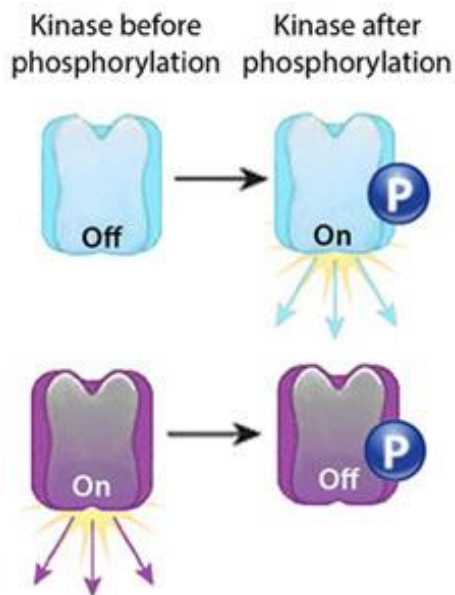 Kinase before
phosphorylation
Kinase after
phosphorylation
Off
On
P
On
Off
P